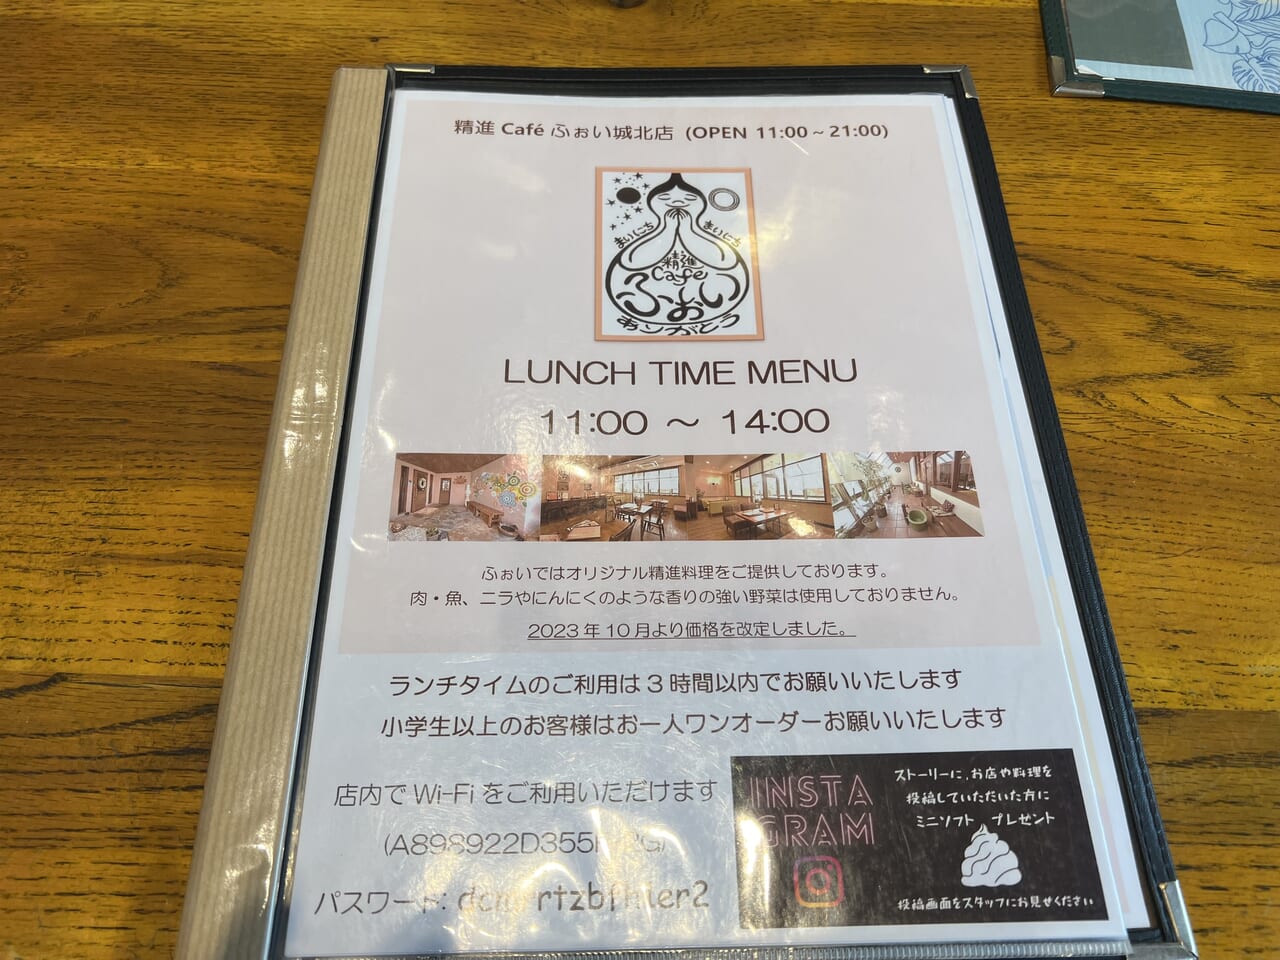 精進 Café ふぉい城北店 (OPEN 11:00～21:00)
まいにち まいにち
精進
Cafe
ふぉい
ありがとう
LUNCH TIME MENU
11:00 ～ 14:00
ふぉいではオリジナル精進料理をご提供しております。
肉・魚、ニラやにんにくのような香りの強い野菜は使用しておりません。
2023年10月より価格を改定しました。
ランチタイムのご利用は3時間以内でお願いいたします
小学生以上のお客様はお一人ワンオーダーお願いいたします
店内でWi-Fiをご利用いただけます
パスワード:
INSTA
GRAM
ストーリーに、お店や料理を
投稿していただいた方に
ミニソフト プレゼント
投稿画面をスタッフにお見せください